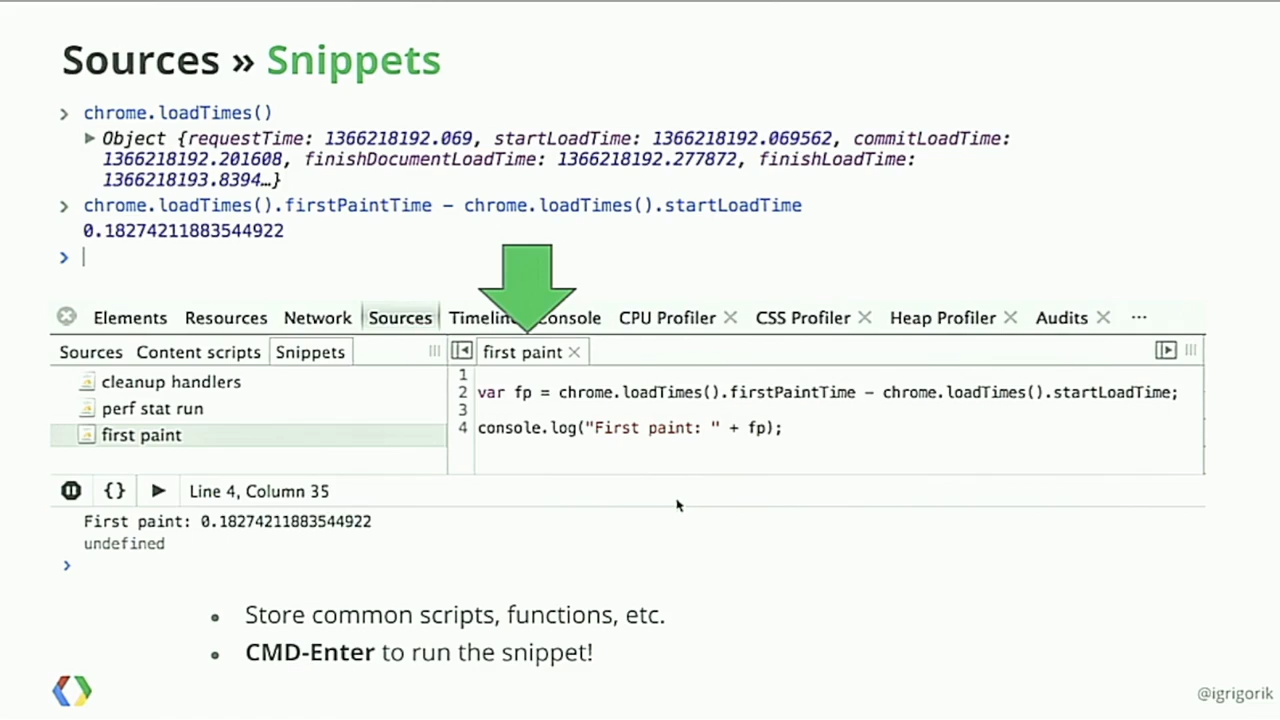 Sources » Snippets
> chrome.loadTimes()
▶ Object {requestTime: 1366218192.069, startLoadTime: 1366218192.069562, commitLoadTime:
1366218192.201608, finishDocumentLoadTime: 1366218192.277872, finishLoadTime:
1366218193.8394…}
> chrome.loadTimes().firstPaintTime - chrome.loadTimes().startLoadTime
0.18274211883544922
>
Elements Resources Network Sources Timelin onsole CPU Profiler × CSS Profiler × Heap Profiler × Audits × ⋯
Sources Content scripts Snippets first paint ×
cleanup handlers
perf stat run
first paint
1
2 var fp = chrome.loadTimes().firstPaintTime - chrome.loadTimes().startLoadTime;
3
4 console.log("First paint: " + fp);
{} Line 4, Column 35
First paint: 0.18274211883544922
undefined
>
• Store common scripts, functions, etc.
• CMD-Enter to run the snippet!
@igrigorik